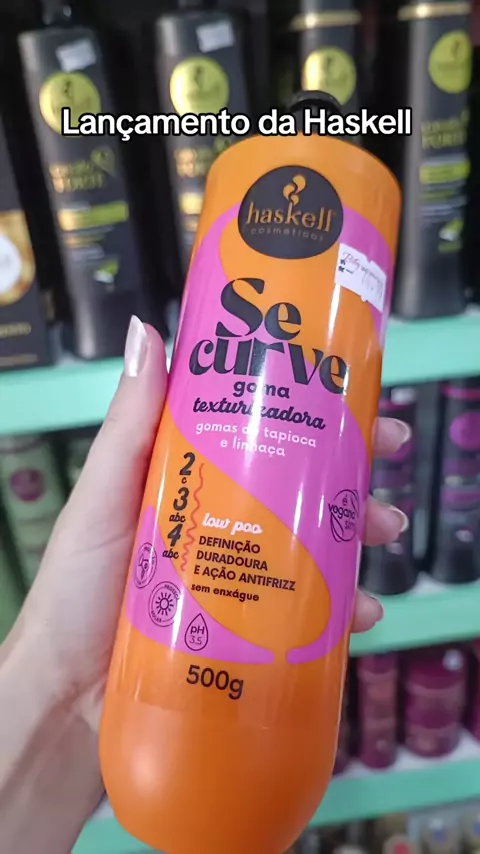 Lançamento da Haskell
haskell
cosméticos
Se
curve
goma
texturizadora
gomas de tapioca
e linhaça
2
c
3
abc
4
abc
low poo
DEFINIÇÃO
DURADOURA
E AÇÃO ANTIFRIZZ
sem enxágue
é
vegano
sim
pH
3.5
500g